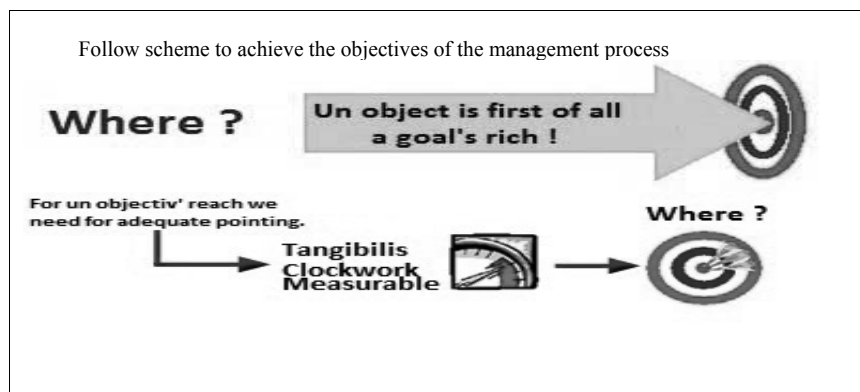 Follow scheme to achieve the objectives of the management process
Where ?
Un object is first of all
a goal's rich !
For un objectiv' reach we
need for adequate pointing.
Where ?
Tangibilis
Clockwork
Measurable